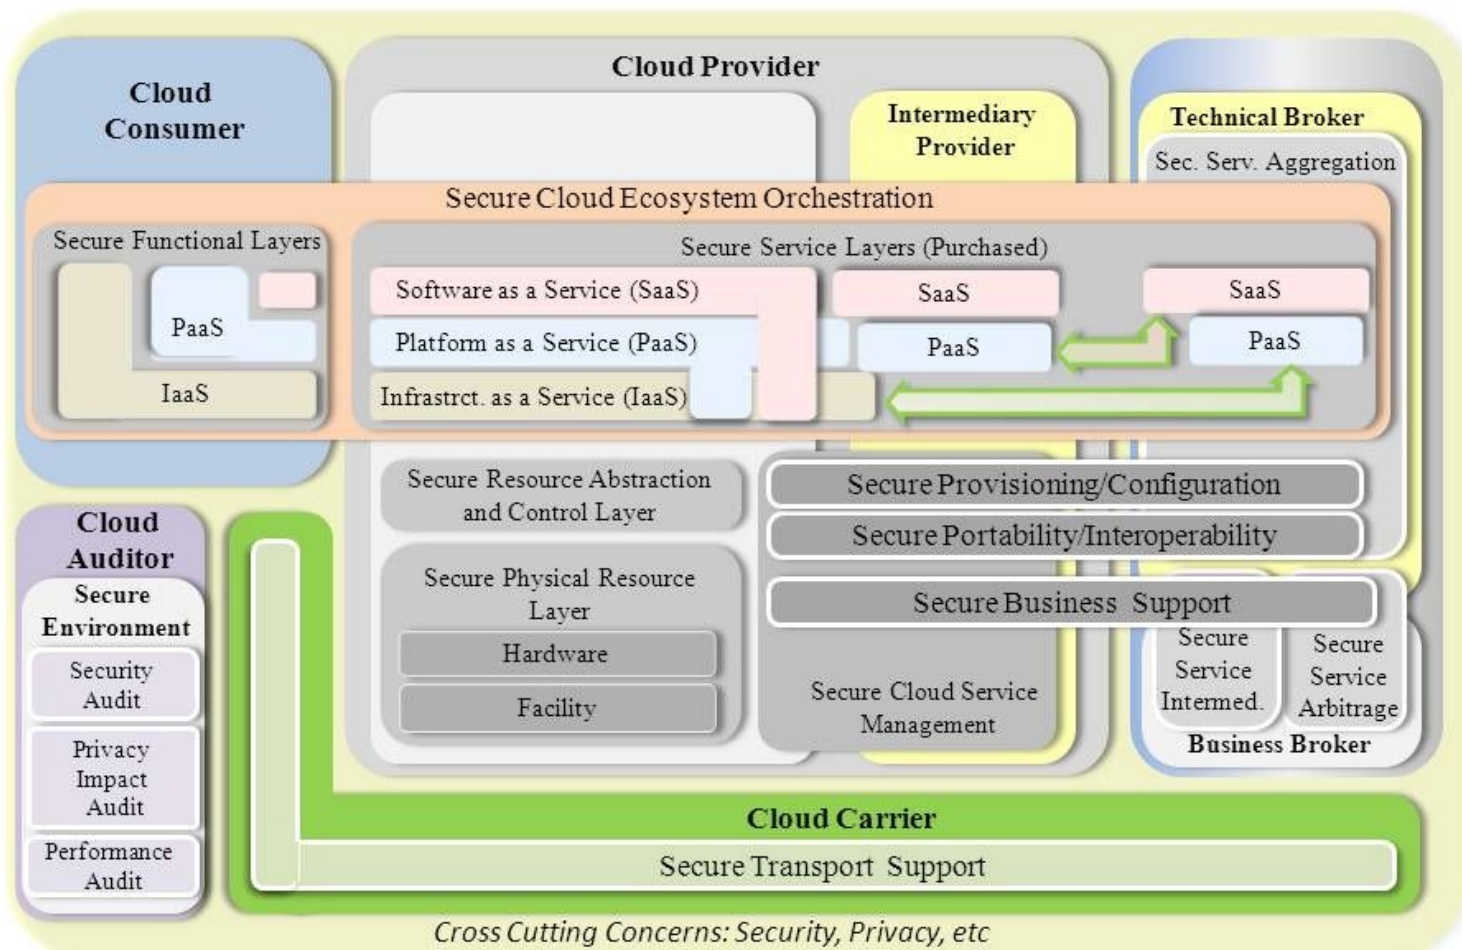 Cloud
Consumer
Cloud Provider
Intermediary
Provider
Technical Broker
Sec. Serv. Aggregation
Secure Cloud Ecosystem Orchestration
Secure Functional Layers
PaaS
IaaS
Secure Service Layers (Purchased)
Software as a Service (SaaS)
SaaS
SaaS
Platform as a Service (PaaS)
PaaS
PaaS
Infrastrct. as a Service (IaaS)
Secure Resource Abstraction
and Control Layer
Secure Provisioning/Configuration
Secure Portability/Interoperability
Secure Physical Resource
Layer
Hardware
Facility
Secure Business Support
Secure Cloud Service
Management
Secure
Service
Intermed.
Secure
Service
Arbitrage
Business Broker
Cloud
Auditor
Secure
Environment
Security
Audit
Privacy
Impact
Audit
Performance
Audit
Cloud Carrier
Secure Transport Support
Cross Cutting Concerns: Security, Privacy, etc